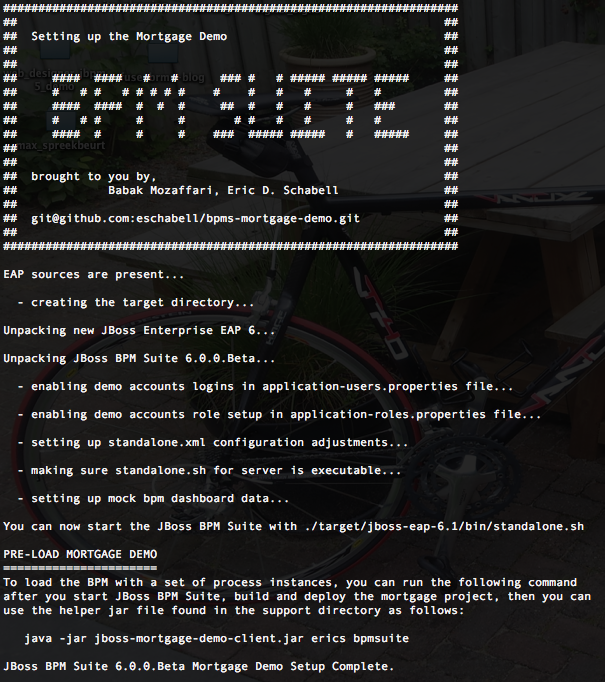 #################################################################
##                                                             ##
##  Setting up the Mortgage Demo                               ##
##                                                             ##
##                                                             ##
##     ####  ####   #   #      ### #   # ##### ##### #####     ##
##     #   # #   # # # # #    #    #   #   #     #   #         ##
##     ####  ####  #  #  #     ##  #   #   #     #   ###       ##
##     #   # #     #     #       # #   #   #     #   #         ##
##     ####  #     #     #    ###  ##### #####   #   #####     ##
##                                                             ##
##                                                             ##
##  brought to you by,                                         ##
##             Babak Mozaffari, Eric D. Schabell               ##
##                                                             ##
##  git@github.com:eschabell/bpms-mortgage-demo.git            ##
##                                                             ##
#################################################################
EAP sources are present...
- creating the target directory...
Unpacking new JBoss Enterprise EAP 6...
Unpacking JBoss BPM Suite 6.0.0.Beta...
- enabling demo accounts logins in application-users.properties file...
- enabling demo accounts role setup in application-roles.properties file...
- setting up standalone.xml configuration adjustments...
- making sure standalone.sh for server is executable...
- setting up mock bpm dashboard data...
You can now start the JBoss BPM Suite with ./target/jboss-eap-6.1/bin/standalone.sh
PRE-LOAD MORTGAGE DEMO
======================
To load the BPM with a set of process instances, you can run the following command
after you start JBoss BPM Suite, build and deploy the mortgage project, then you can
use the helper jar file found in the support directory as follows:
java -jar jboss-mortgage-demo-client.jar erics bpmsuite
JBoss BPM Suite 6.0.0.Beta Mortgage Demo Setup Complete.